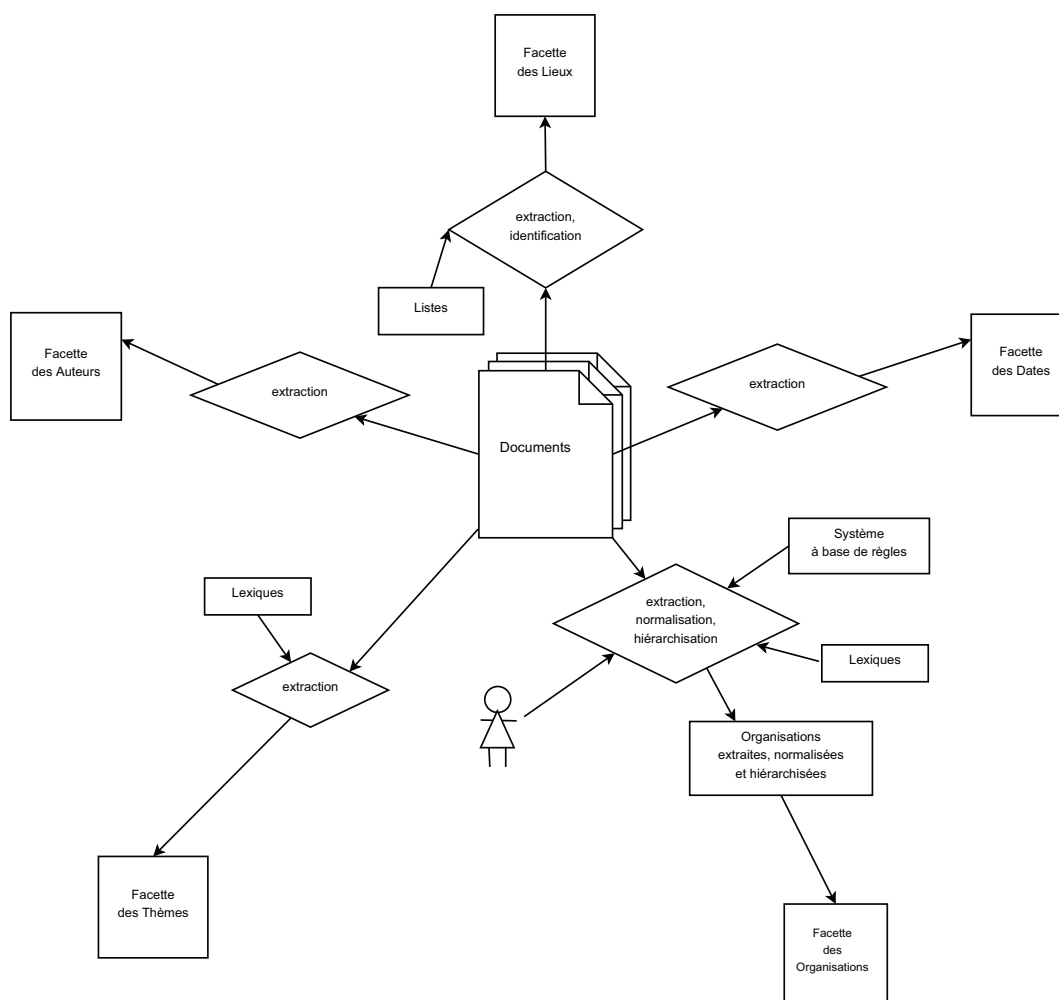 Facette
des Lieux
extraction,
identification
Listes
Facette
des Auteurs
extraction
extraction
Facette
des Dates
Documents
Système
à base de règles
Lexiques
extraction,
normalisation,
hiérarchisation
Lexiques
extraction
Organisations
extraites, normalisées
et hiérarchisées
Facette
des Thèmes
Facette
des
Organisations